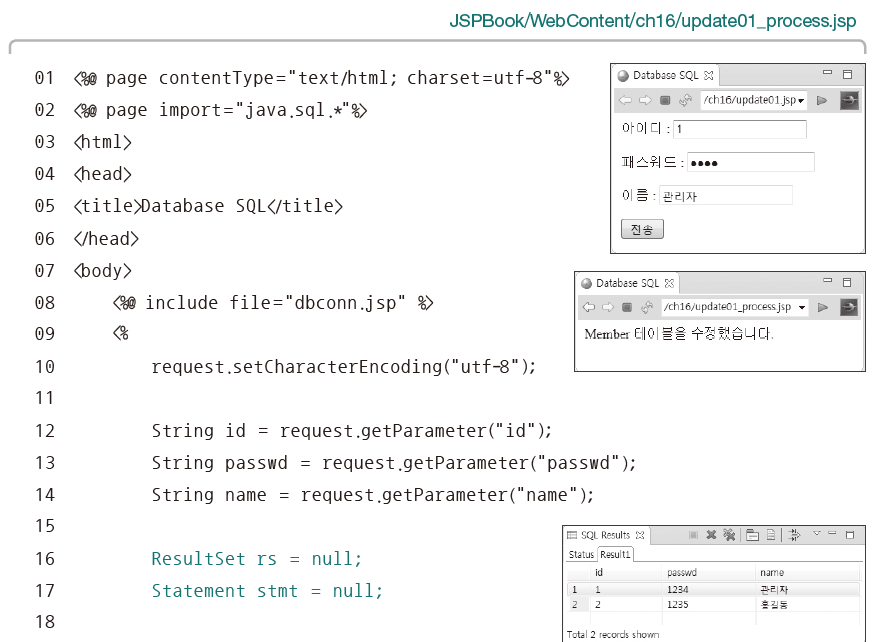 JSPBook/WebContent/ch16/update01_process.jsp
01 <%@ page contentType="text/html; charset=utf-8"%>
02 <%@ page import="java.sql.*"%>
03 <html>
04 <head>
05 <title>Database SQL</title>
06 </head>
07 <body>
08 <%@ include file="dbconn.jsp" %>
09 <%
10 request.setCharacterEncoding("utf-8");
11
12 String id = request.getParameter("id");
13 String passwd = request.getParameter("passwd");
14 String name = request.getParameter("name");
15
16 ResultSet rs = null;
17 Statement stmt = null;
18
Database SQL
/ch16/update01.jsp
아이디 : 1
패스워드 : ●●●●
이름 : 관리자
전송
Database SQL
/ch16/update01_process.jsp
Member 테이블을 수정했습니다.
SQL Results
Status Result1
id passwd name
1 1 1234 관리자
2 2 1235 홍길동
Total 2 records shown